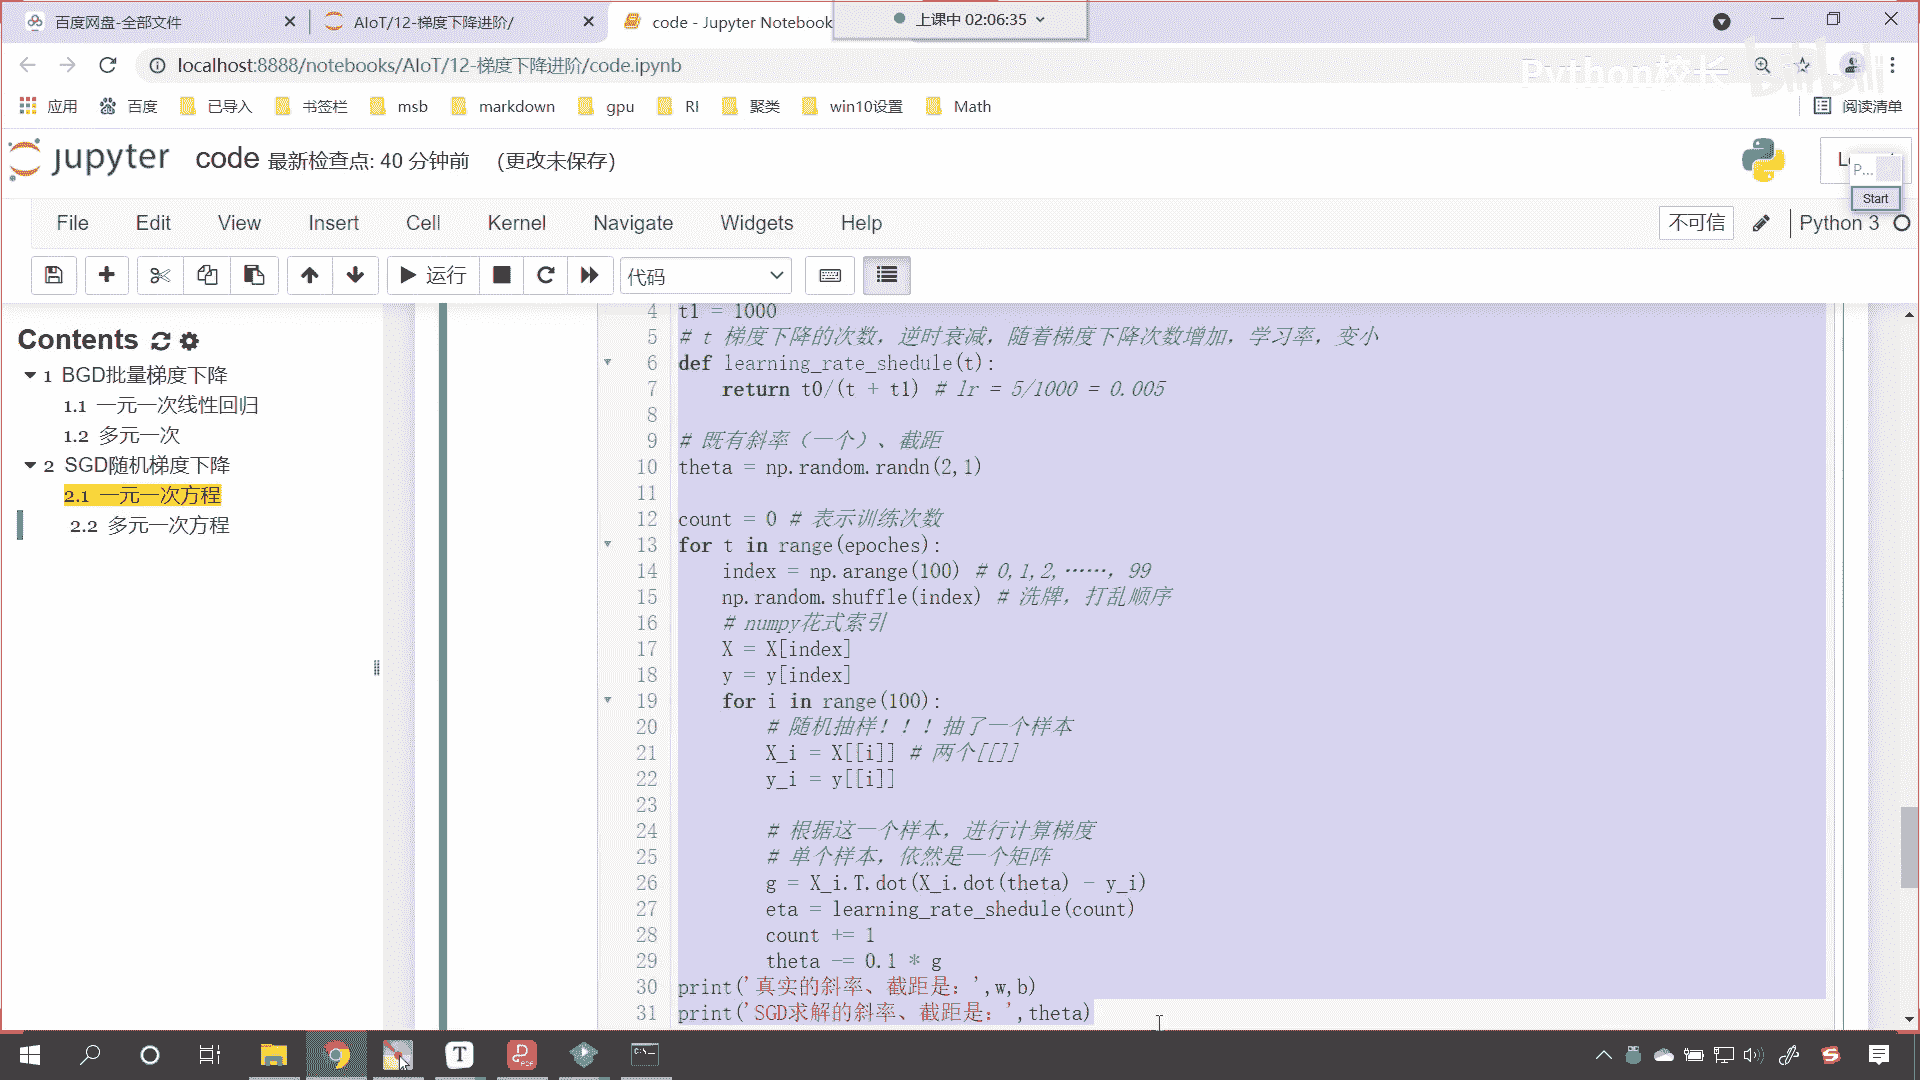 百度网盘-全部文件
AIoT/12-梯度下降进阶/
code - Jupyter Notebook
上课中 02:06:35
localhost:8888/notebooks/AIoT/12-梯度下降进阶/code.ipynb
Python校长
bilibili
应用
百度
已导入
书签栏
msb
markdown
gpu
RI
聚类
win10设置
Math
阅读清单
jupyter
code 最新检查点: 40 分钟前 (更改未保存)
P...
Start
File
Edit
View
Insert
Cell
Kernel
Navigate
Widgets
Help
不可信
Python 3
运行
代码
Contents
1 BGD批量梯度下降
1.1 一元一次线性回归
1.2 多元一次
2 SGD随机梯度下降
2.1 一元一次方程
2.2 多元一次方程
4 t1 = 1000
5 # t 梯度下降的次数，逆时衰减，随着梯度下降次数增加，学习率，变小
6 def learning_rate_shedule(t):
7 return t0/(t + t1) # lr = 5/1000 = 0.005
8
9 # 既有斜率（一个）、截距
10 theta = np.random.randn(2,1)
11
12 count = 0 # 表示训练次数
13 for t in range(epoches):
14 index = np.arange(100) # 0,1,2,……, 99
15 np.random.shuffle(index) # 洗牌，打乱顺序
16 # numpy花式索引
17 X = X[index]
18 y = y[index]
19 for i in range(100):
20 # 随机抽样！！！抽了一个样本
21 X_i = X[[i]] # 两个[[]]
22 y_i = y[[i]]
23
24 # 根据这一个样本，进行计算梯度
25 # 单个样本，依然是一个矩阵
26 g = X_i.T.dot(X_i.dot(theta) - y_i)
27 eta = learning_rate_shedule(count)
28 count += 1
29 theta -= 0.1 * g
30 print('真实的斜率、截距是：',w,b)
31 print('SGD求解的斜率、截距是：',theta)